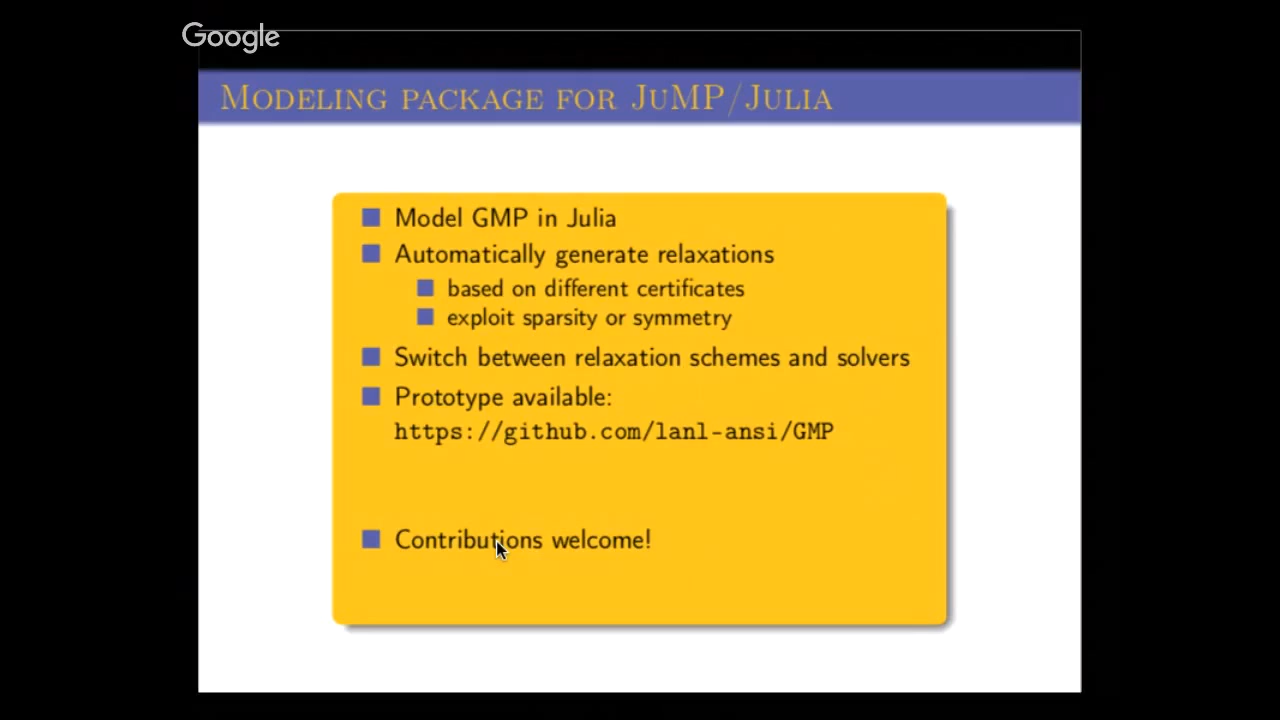 Google
Modeling package for JuMP/Julia
Model GMP in Julia
Automatically generate relaxations
based on different certificates
exploit sparsity or symmetry
Switch between relaxation schemes and solvers
Prototype available:
https://github.com/lanl-ansi/GMP
Contributions welcome!